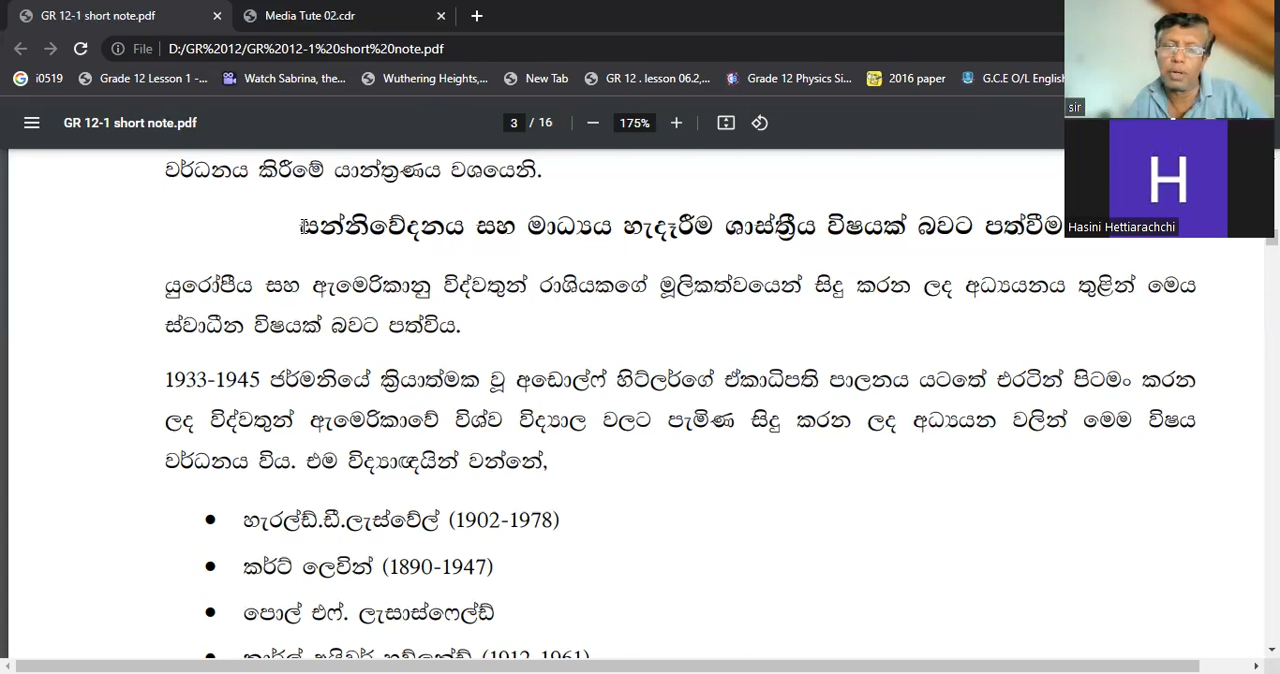 GR 12-1 short note.pdf
Media Tute 02.cdr
File
D:/GR%2012/GR%2012-1%20short%20note.pdf
i0519
Grade 12 Lesson 1 -...
Watch Sabrina, the...
Wuthering Heights,...
New Tab
GR 12 . lesson 06.2,...
Grade 12 Physics Si...
2016 paper
G.C.E O/L English
sir
GR 12-1 short note.pdf
3 / 16
175%
H
Hasini Hettiarachchi
වර්ධනය කිරීමේ යාන්ත්‍රණය වශයෙනි.
සන්නිවේදනය සහ මාධ්‍යය හැදෑරීම ශාස්ත්‍රීය විෂයක් බවට පත්වීම
යුරෝපීය සහ ඇමෙරිකානු විද්වතුන් රාශියකගේ මූලිකත්වයෙන් සිදු කරන ලද අධ්‍යයනය තුළින් මෙය
ස්වාධීන විෂයක් බවට පත්විය.
1933-1945 ජර්මනියේ ක්‍රියාත්මක වූ අඩොල්ෆ් හිට්ලර්ගේ ඒකාධිපති පාලනය යටතේ එරටින් පිටමං කරන
ලද විද්වතුන් ඇමෙරිකාවේ විශ්ව විද්‍යාල වලට පැමිණ සිදු කරන ලද අධ්‍යයන වලින් මෙම විෂය
වර්ධනය විය. එම විද්‍යාඥයින් වන්නේ,
• හැරල්ඩ්.ඩී.ලැස්වේල් (1902-1978)
• කර්ට් ලෙවින් (1890-1947)
• පොල් එෆ්. ලැසාස්ෆෙල්ඩ්
• කාර්ල් අයිවර් හව්ලන්ඩ් (1912-1961)